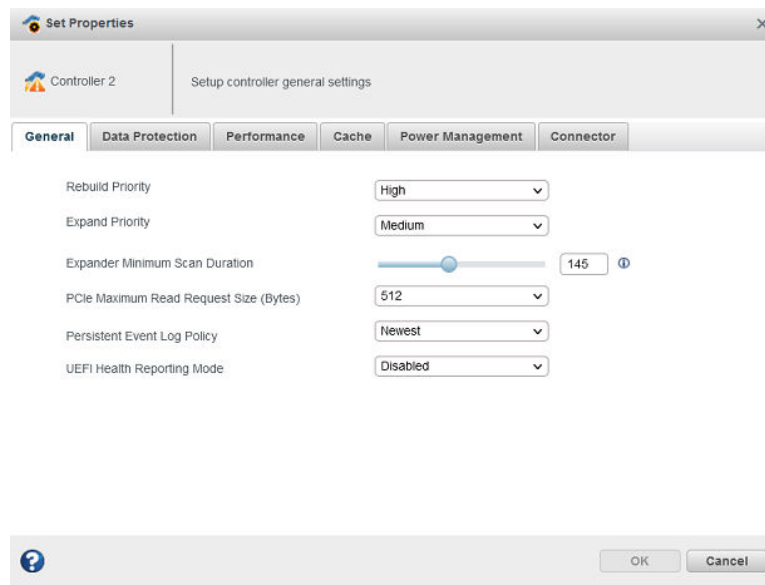 Set Properties
Controller 2
Setup controller general settings
General Data Protection Performance Cache Power Management Connector
Rebuild Priority High
Expand Priority Medium
Expander Minimum Scan Duration 145
PCIe Maximum Read Request Size (Bytes) 512
Persistent Event Log Policy Newest
UEFI Health Reporting Mode Disabled
OK Cancel